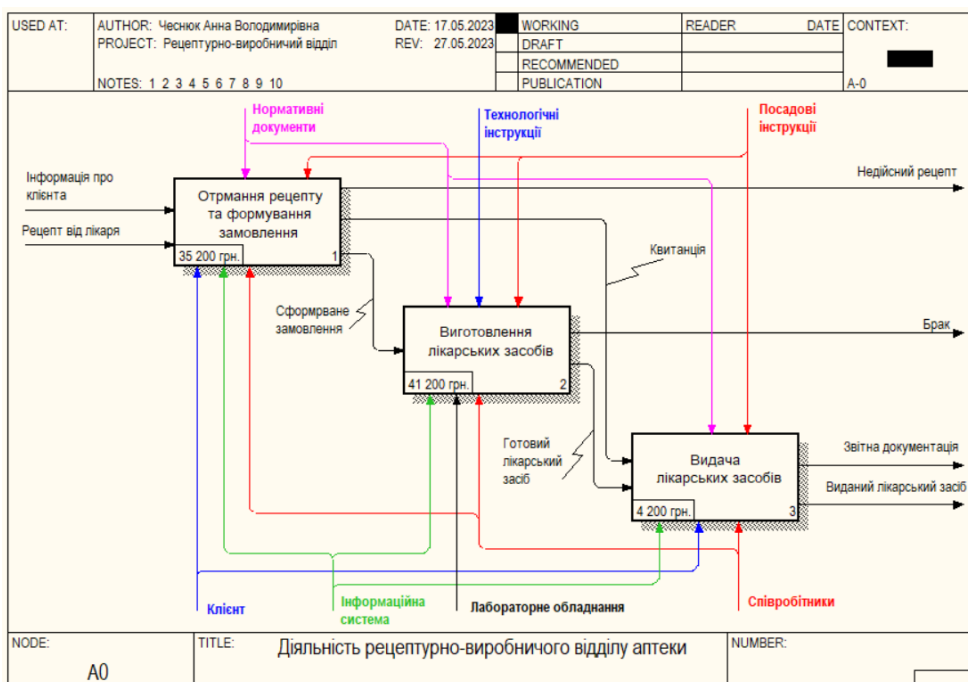 USED AT:
AUTHOR: Чеснюк Анна Володимирівна
DATE: 17.05.2023
WORKING
READER
DATE
CONTEXT:
PROJECT: Рецептурно-виробничий відділ
REV: 27.05.2023
DRAFT
RECOMMENDED
NOTES: 1 2 3 4 5 6 7 8 9 10
PUBLICATION
A-0
Нормативні
документи
Технологічні
інструкції
Посадові
інструкції
Інформація про
клієнта
Рецепт від лікаря
Отрмання рецепту
та формування
замовлення
35 200 грн.
1
Недійсний рецепт
Квитанція
Сформрване
замовлення
Виготовлення
лікарських засобів
41 200 грн.
2
Брак
Готовий
лікарський
засіб
Видача
лікарських засобів
4 200 грн.
3
Звітна документація
Виданий лікарський засіб
Клієнт
Інформаційна
система
Лабораторне обладнання
Співробітники
NODE:
A0
TITLE:
Діяльність рецептурно-виробничого відділу аптеки
NUMBER: